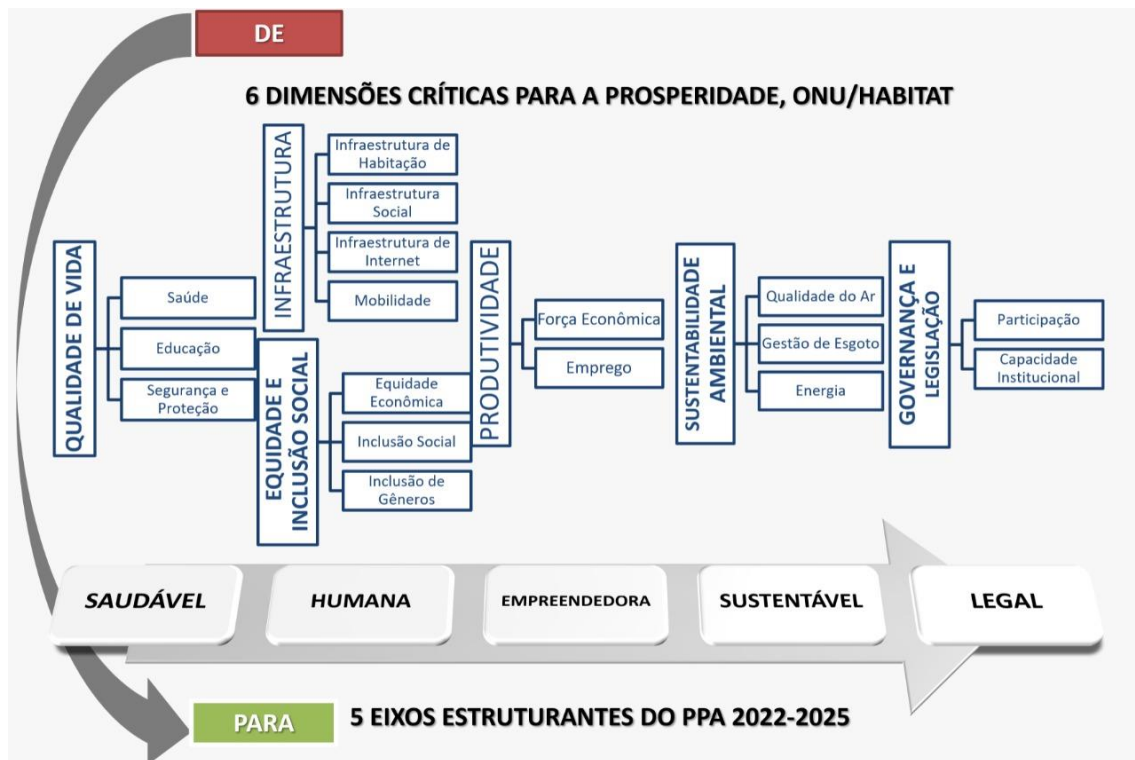 DE
6 DIMENSÕES CRÍTICAS PARA A PROSPERIDADE, ONU/HABITAT
QUALIDADE DE VIDA
Saúde
Educação
Segurança e
Proteção
INFRAESTRUTURA
Infraestrutura de
Habitação
Infraestrutura
Social
Infraestrutura de
Internet
Mobilidade
EQUIDADE E
INCLUSÃO SOCIAL
Equidade
Econômica
Inclusão Social
Inclusão de
Gêneros
PRODUTIVIDADE
Força Econômica
Emprego
SUSTENTABILIDADE
AMBIENTAL
Qualidade do Ar
Gestão de Esgoto
Energia
GOVERNANÇA E
LEGISLAÇÃO
Participação
Capacidade
Institucional
SAUDÁVEL
HUMANA
EMPREENDEDORA
SUSTENTÁVEL
LEGAL
PARA
5 EIXOS ESTRUTURANTES DO PPA 2022-2025